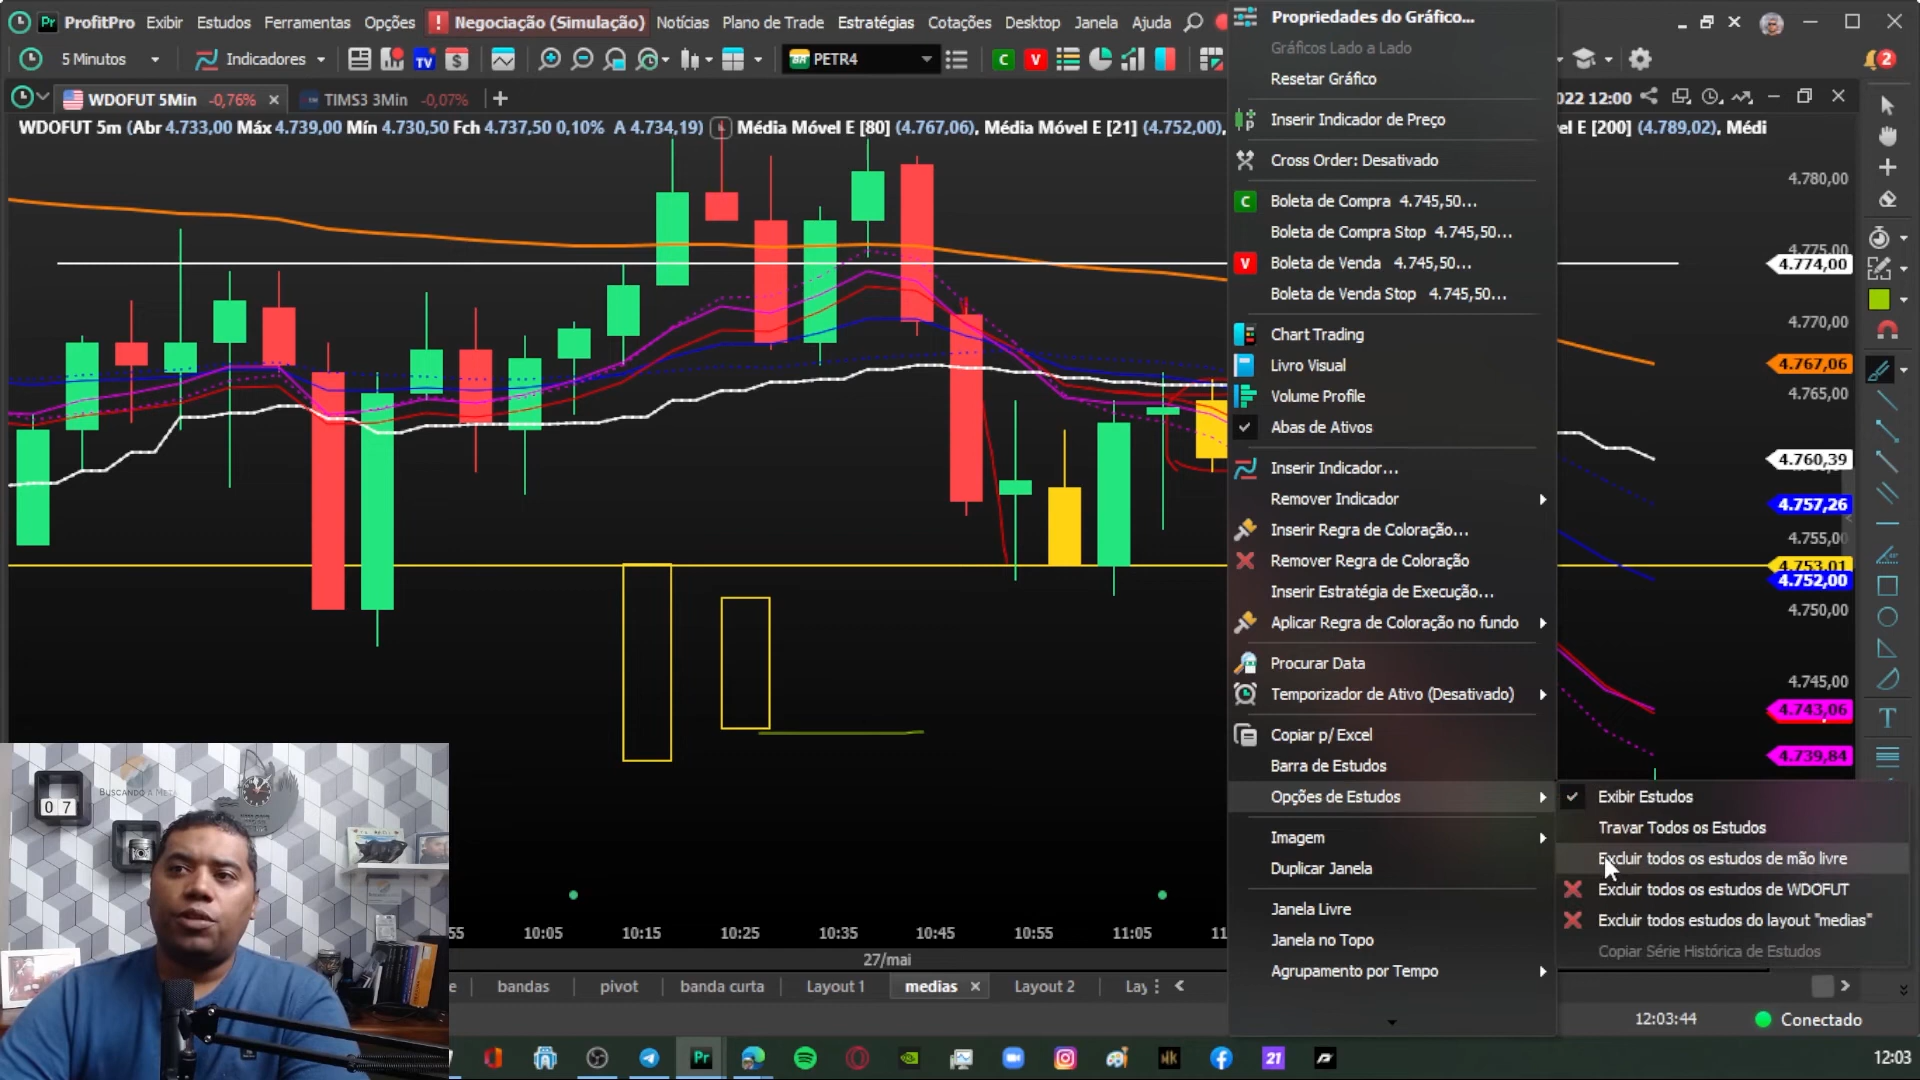 ProfitPro Exibir Estudos Ferramentas Opções ! Negociação (Simulação) Notícias Plano de Trade Estratégias Cotações Desktop Janela Ajuda
5 Minutos Indicadores TV $ PETR4 C V 2
WDOFUT 5Min -0,76% × TIMS3 3Min -0,07% +
022 12:00
WDOFUT 5m (Abr 4.733,00 Máx 4.739,00 Mín 4.730,50 Fch 4.737,50 0,10% A 4.734,19) Média Móvel E [80] (4.767,06), Média Móvel E [21] (4.752,00),
el E [200] (4.789,02), Médi
Propriedades do Gráfico...
Gráficos Lado a Lado
Resetar Gráfico
Inserir Indicador de Preço
Cross Order: Desativado
C Boleta de Compra 4.745,50...
Boleta de Compra Stop 4.745,50...
V Boleta de Venda 4.745,50...
Boleta de Venda Stop 4.745,50...
Chart Trading
Livro Visual
Volume Profile
Abas de Ativos
Inserir Indicador...
Remover Indicador
Inserir Regra de Coloração...
Remover Regra de Coloração
Inserir Estratégia de Execução...
Aplicar Regra de Coloração no fundo
Procurar Data
Temporizador de Ativo (Desativado)
Copiar p/ Excel
Barra de Estudos
Opções de Estudos
Imagem
Duplicar Janela
Janela Livre
Janela no Topo
Agrupamento por Tempo
Exibir Estudos
Travar Todos os Estudos
Excluir todos os estudos de mão livre
Excluir todos os estudos de WDOFUT
Excluir todos estudos do layout "medias"
Copiar Série Histórica de Estudos
4.780,00
4.775,00
4.774,00
4.770,00
4.767,06
4.765,00
4.760,39
4.757,26
4.755,00
4.753,01
4.752,00
4.750,00
4.745,00
4.743,06
4.739,84
T
BUSCANDO A META
0 7
55 10:05 10:15 10:25 10:35 10:45 10:55 11:05 11
27/mai
e bandas pivot banda curta Layout 1 medias × Layout 2 Lay
12:03:44 Conectado
Pr 21 12:03